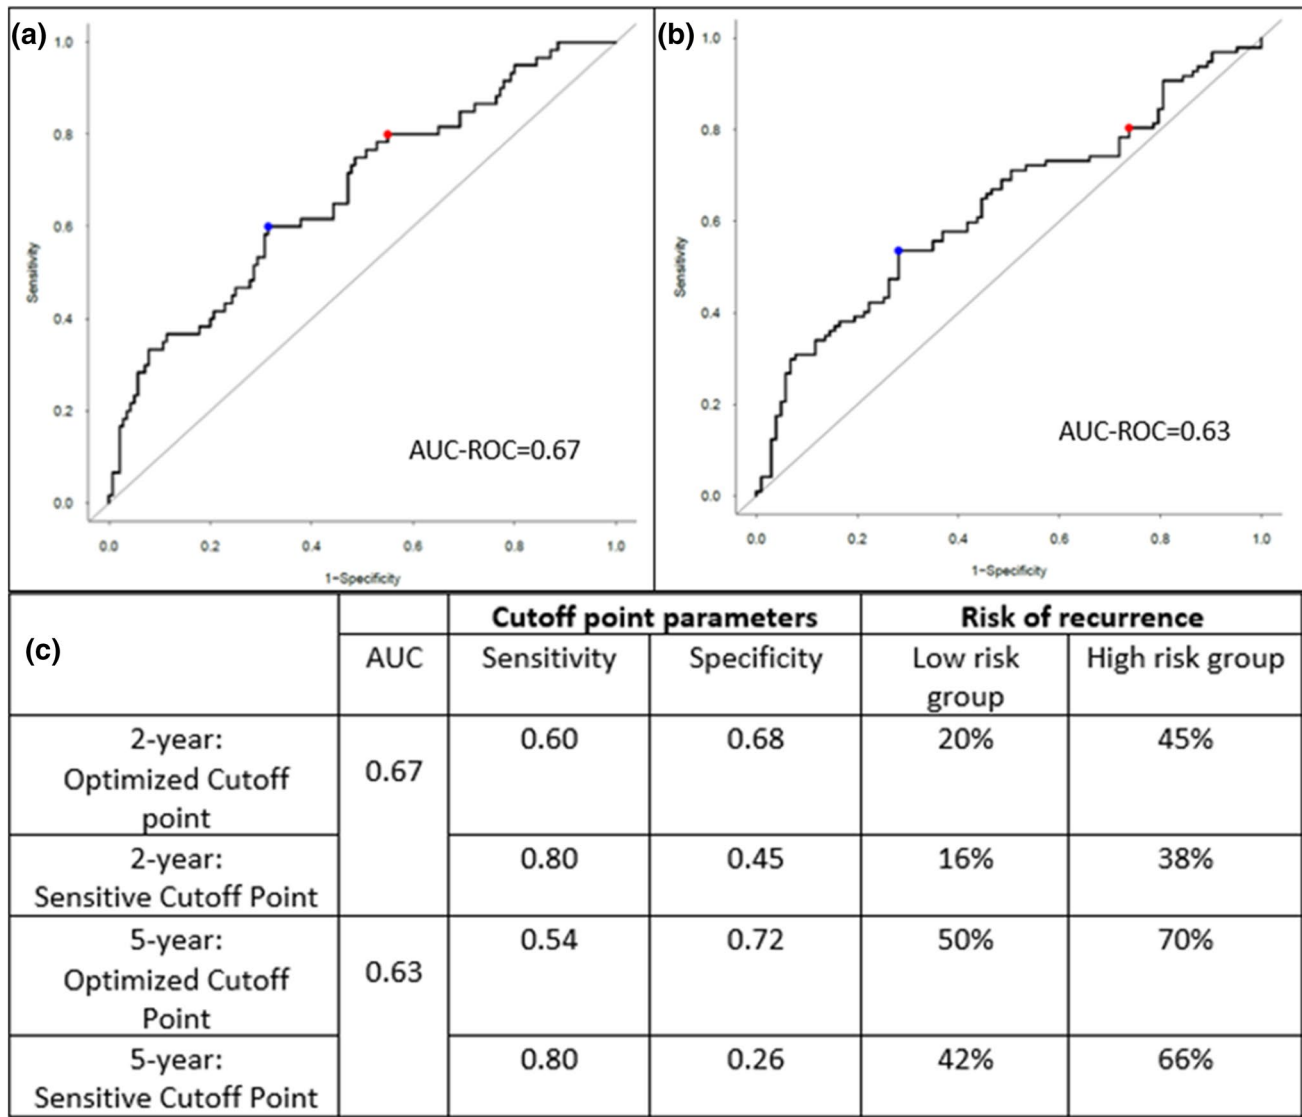 (a)
1.0
0.8
0.6
0.4
0.2
0.0
Sensitivity
AUC-ROC=0.67
0.0 0.2 0.4 0.6 0.8 1.0
1-Specificity
(b)
1.0
0.8
0.6
0.4
0.2
0.0
Sensitivity
AUC-ROC=0.63
0.0 0.2 0.4 0.6 0.8 1.0
1-Specificity
(c)
Cutoff point parameters Risk of recurrence
AUC Sensitivity Specificity Low risk High risk group
group
2-year: 0.60 0.68 20% 45%
Optimized Cutoff 0.67
point
2-year: 0.80 0.45 16% 38%
Sensitive Cutoff Point
5-year: 0.54 0.72 50% 70%
Optimized Cutoff 0.63
Point
5-year: 0.80 0.26 42% 66%
Sensitive Cutoff Point